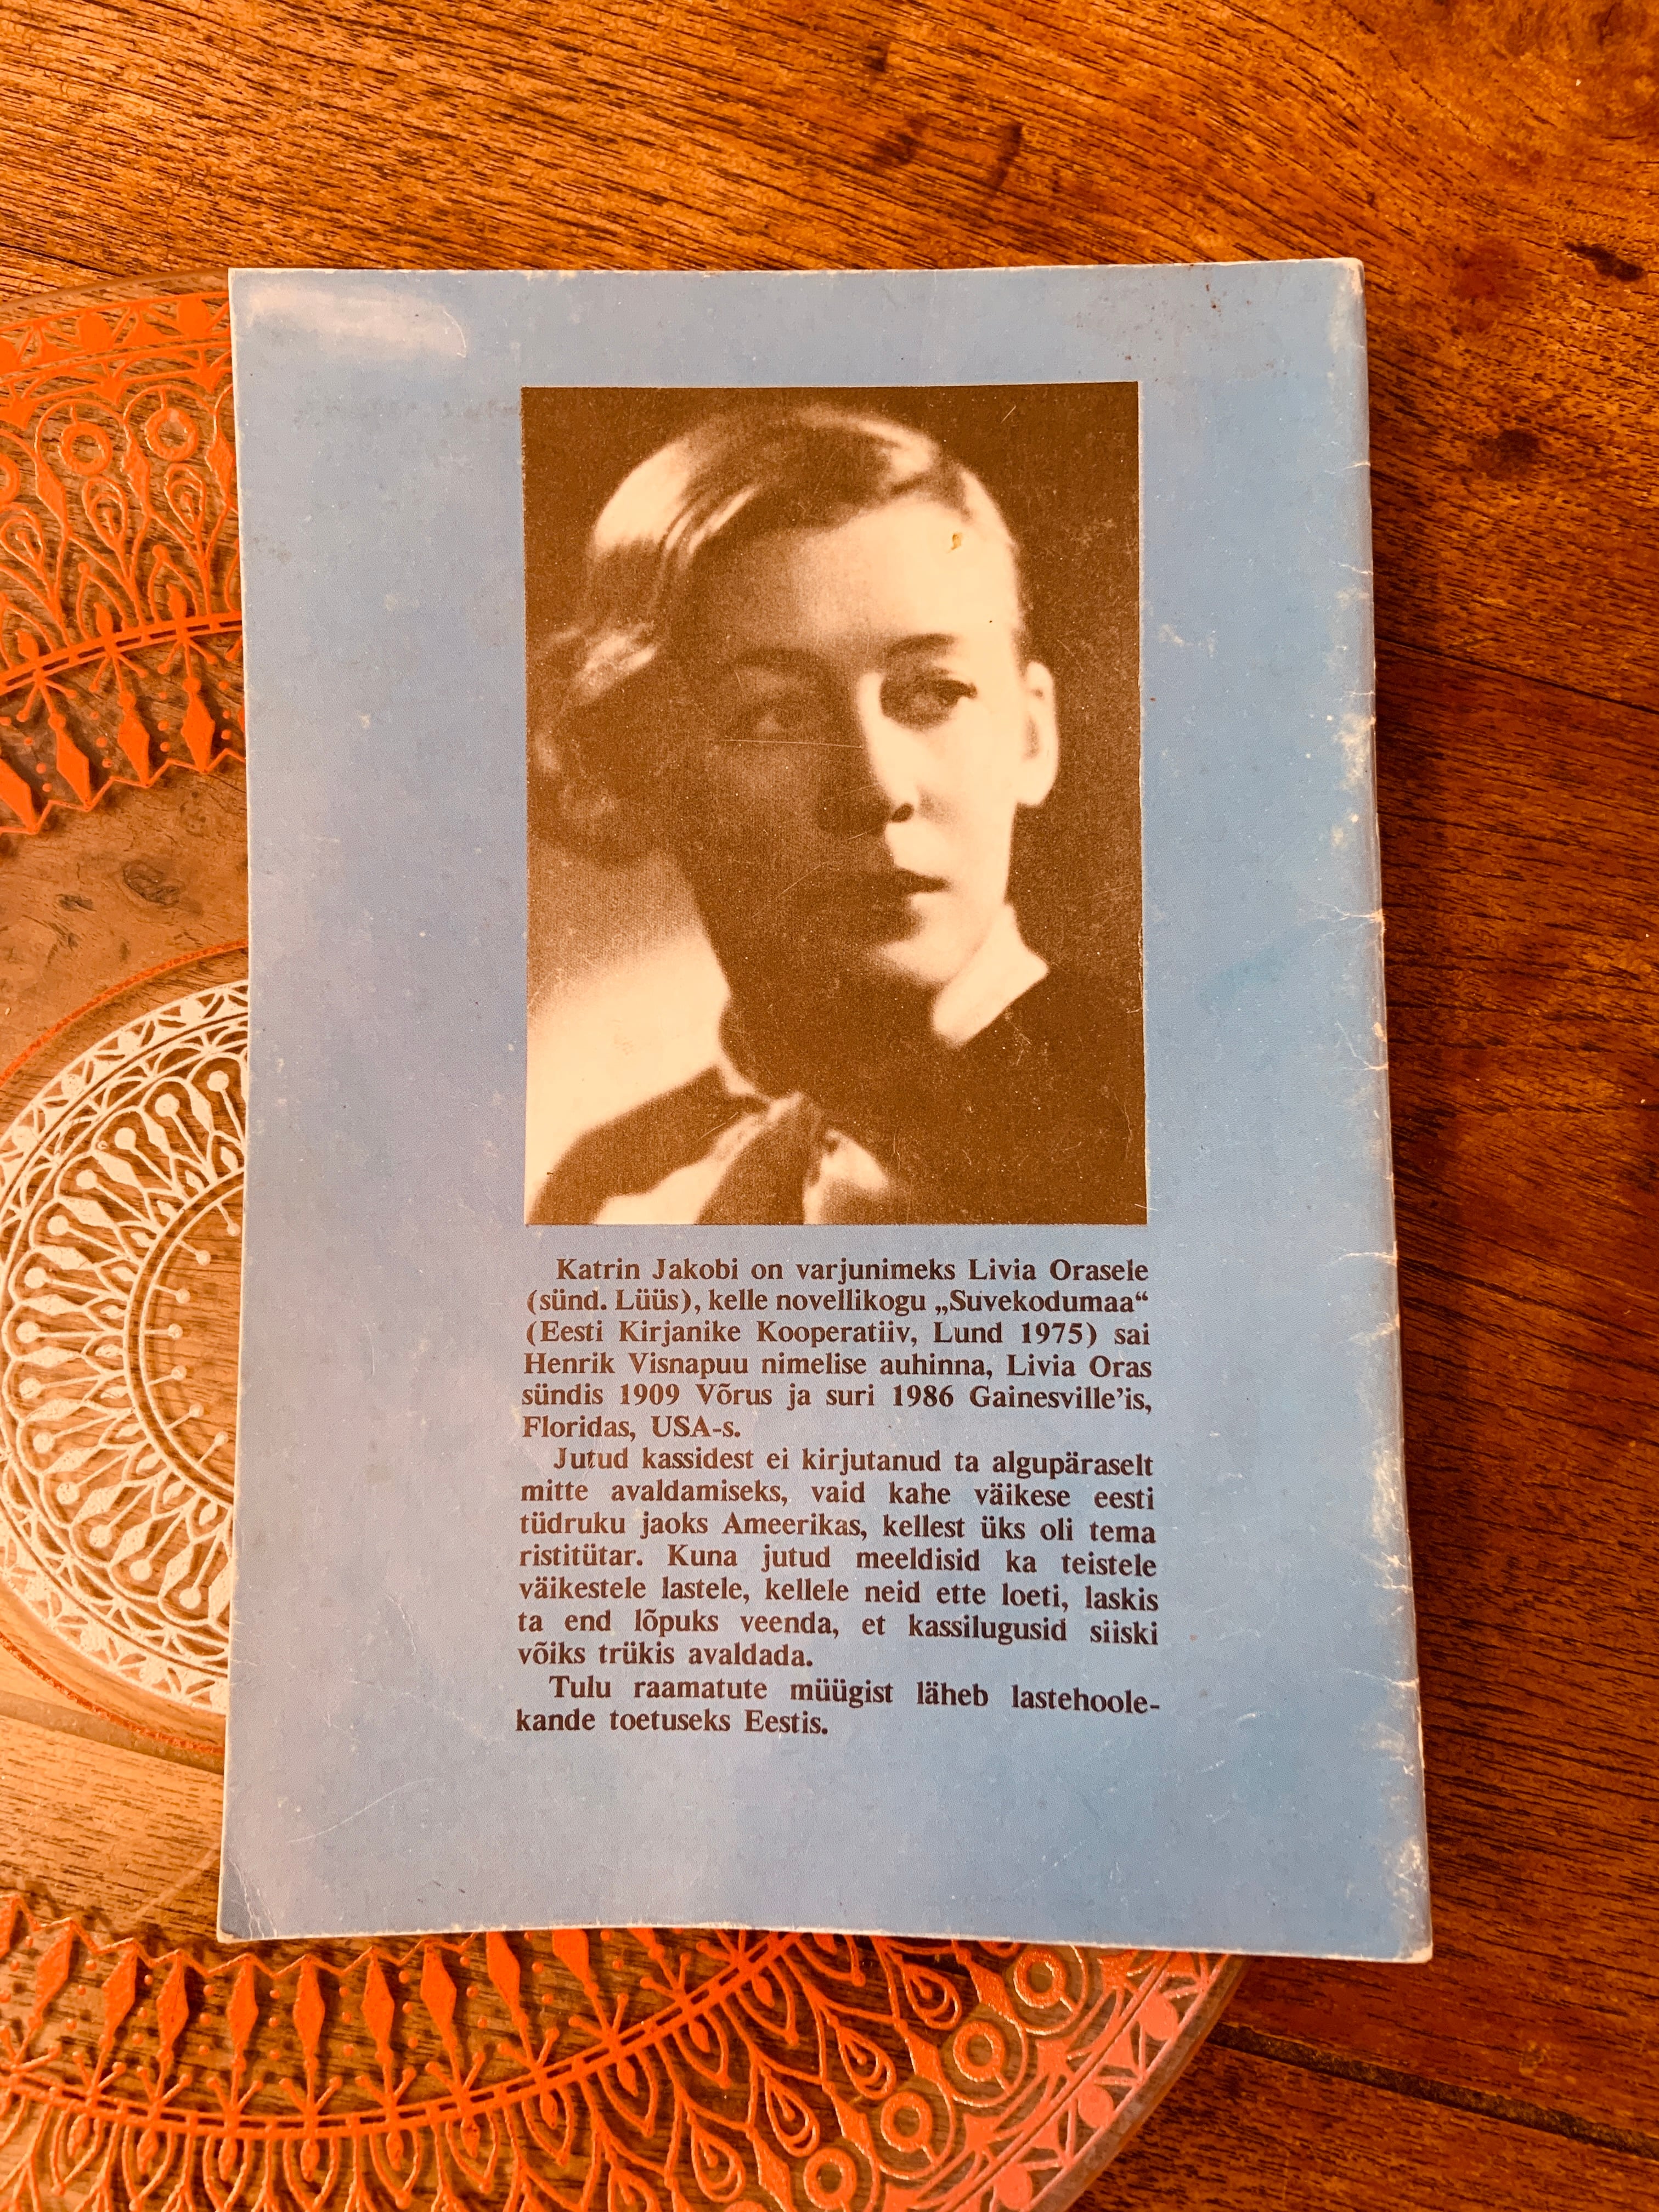 Katrin Jakobi on varjunimeks Livia Orasele
(sünd. Lüüs), kelle novellikogu „Suvekodumaa“
(Eesti Kirjanike Kooperatiiv, Lund 1975) sai
Henrik Visnapuu nimelise auhinna, Livia Oras
sündis 1909 Võrus ja suri 1986 Gainesville’is,
Floridas, USA-s.
Jutud kassidest ei kirjutanud ta algupäraselt
mitte avaldamiseks, vaid kahe väikese eesti
tüdruku jaoks Ameerikas, kellest üks oli tema
ristitütar. Kuna jutud meeldisid ka teistele
väikestele lastele, kellele neid ette loeti, laskis
ta end lõpuks veenda, et kassilugusid siiski
võiks trükis avaldada.
Tulu raamatute müügist läheb lastehoole-
kande toetuseks Eestis.